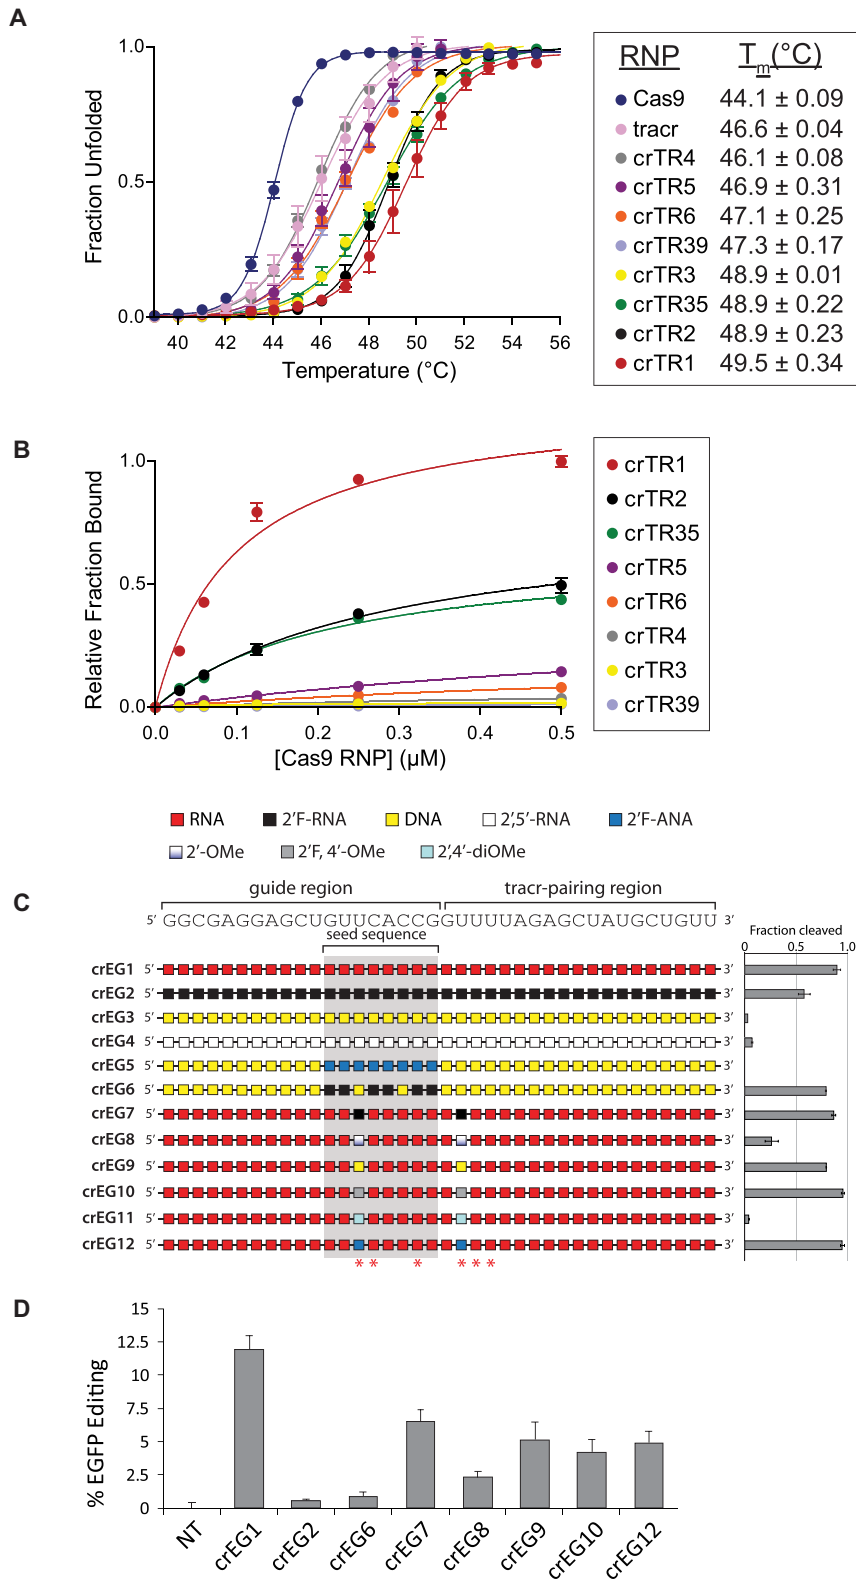 A
1.0
0.5
0.0
Fraction Unfolded
40 42 44 46 48 50 52 54 56
Temperature (°C)
RNP Tm(°C)
Cas9 44.1 ± 0.09
tracr 46.6 ± 0.04
crTR4 46.1 ± 0.08
crTR5 46.9 ± 0.31
crTR6 47.1 ± 0.25
crTR39 47.3 ± 0.17
crTR3 48.9 ± 0.01
crTR35 48.9 ± 0.22
crTR2 48.9 ± 0.23
crTR1 49.5 ± 0.34
B
1.0
0.5
0.0
Relative Fraction Bound
0.0 0.1 0.2 0.3 0.4 0.5
[Cas9 RNP] (µM)
crTR1
crTR2
crTR35
crTR5
crTR6
crTR4
crTR3
crTR39
RNA 2'F-RNA DNA 2',5'-RNA 2'F-ANA
2'-OMe 2'F, 4'-OMe 2',4'-diOMe
C
guide region tracr-pairing region
5' GGCGAGGAGCUGUUCACCGGUUUUAGAGCUAUGCUGUU 3'
seed sequence
Fraction cleaved
0 0.5 1.0
crEG1 5' 3'
crEG2 5' 3'
crEG3 5' 3'
crEG4 5' 3'
crEG5 5' 3'
crEG6 5' 3'
crEG7 5' 3'
crEG8 5' 3'
crEG9 5' 3'
crEG10 5' 3'
crEG11 5' 3'
crEG12 5' 3'
* * * * * *
D
15
12.5
10
7.5
5
2.5
0
% EGFP Editing
NT crEG1 crEG2 crEG6 crEG7 crEG8 crEG9 crEG10 crEG12